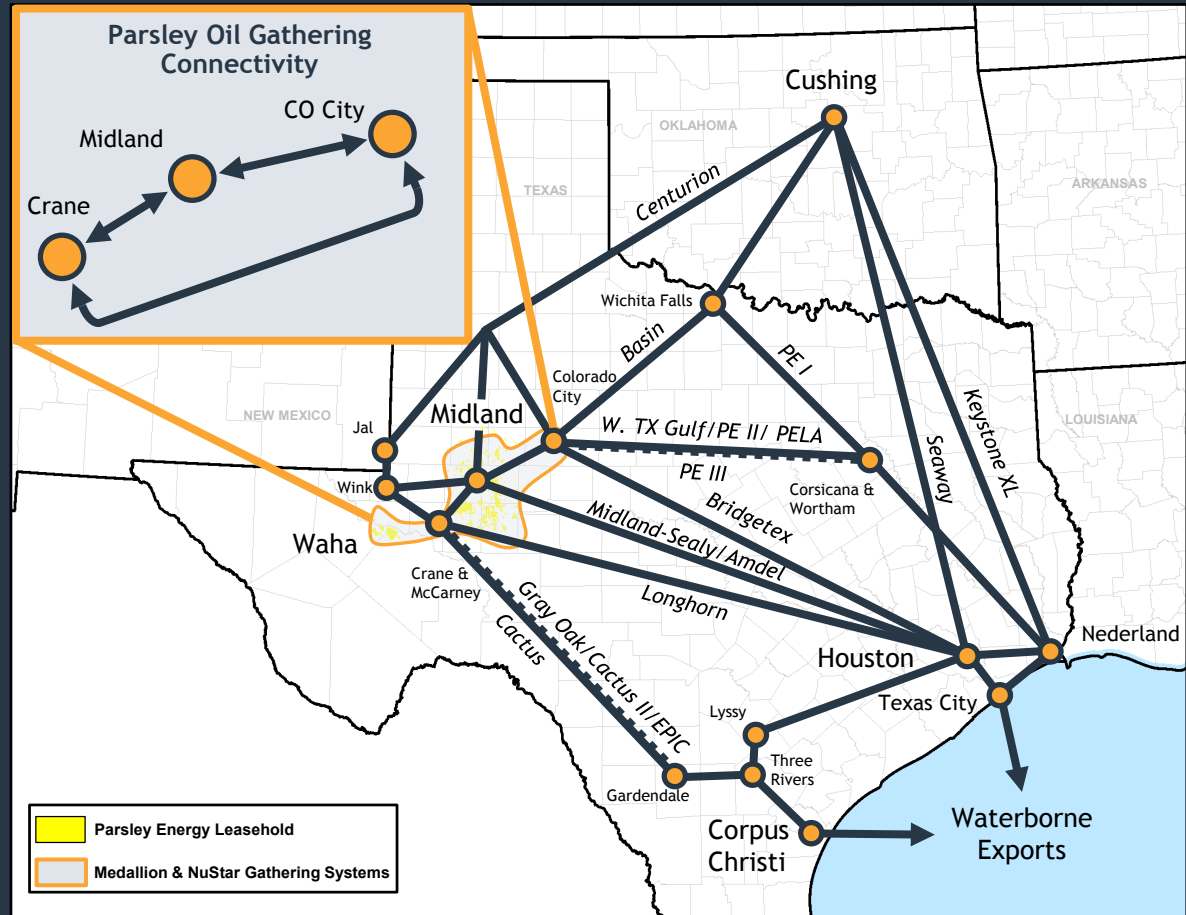 Parsley Oil Gathering
Connectivity
CO City
Midland
Crane
Cushing
OKLAHOMA
TEXAS
ARKANSAS
Centurion
Wichita Falls
Basin
PE I
Colorado
City
NEW MEXICO
Midland
Keystone XL
LOUISIANA
Jal
W. TX Gulf/PE II/ PELA
Seaway
PE III
Wink
Corsicana &
Wortham
Bridgetex
Midland-Sealy/Amdel
Waha
Crane &
McCarney
Longhorn
Gray Oak/Cactus II/EPIC
Cactus
Nederland
Houston
Texas City
Lyssy
Three
Rivers
Gardendale
Corpus
Christi
Waterborne
Exports
Parsley Energy Leasehold
Medallion & NuStar Gathering Systems